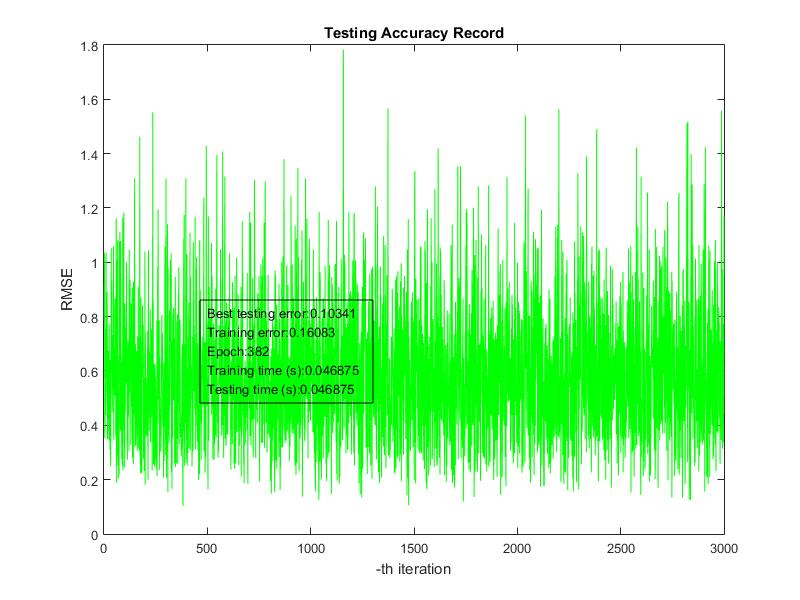 Testing Accuracy Record
1.8
1.6
1.4
1.2
1
0.8
0.6
0.4
0.2
0
RMSE
Best testing error:0.10341
Training error:0.16083
Epoch:382
Training time (s):0.046875
Testing time (s):0.046875
0 500 1000 1500 2000 2500 3000
-th iteration